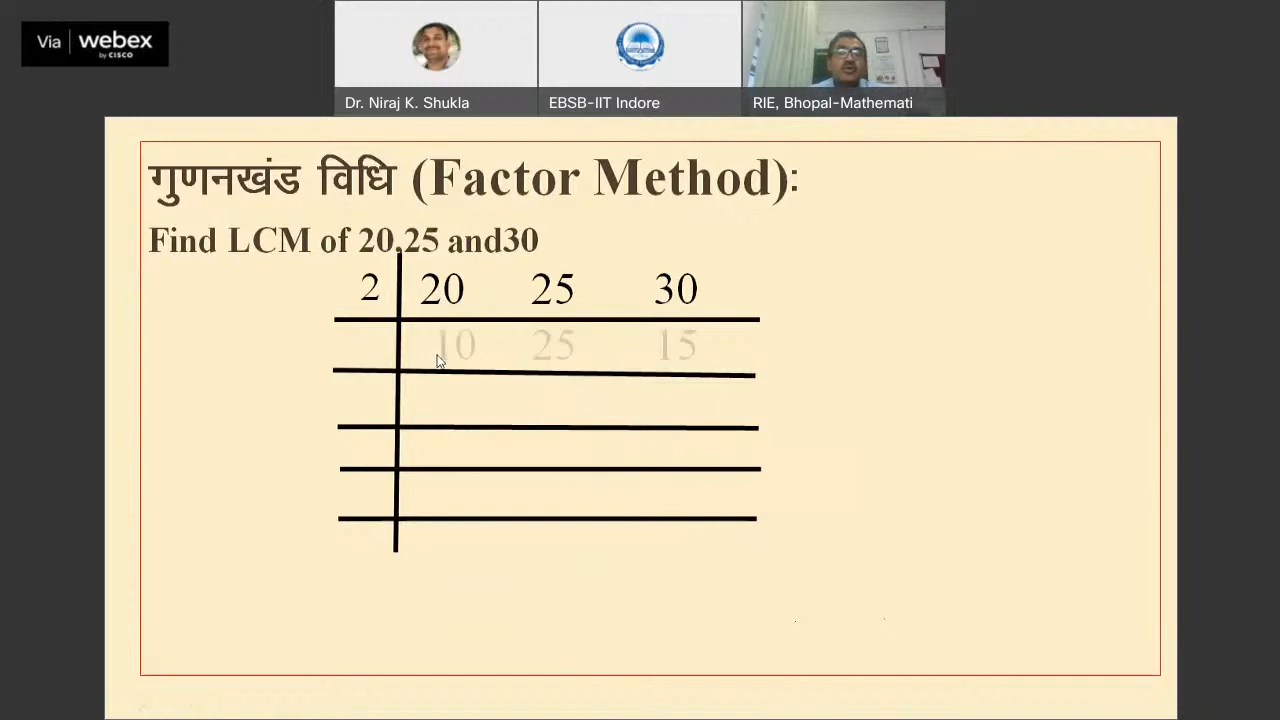 Via webex
by CISCO
Dr. Niraj K. Shukla
EBSB-IIT Indore
RIE, Bhopal-Mathemati
गुणनखंड विधि (Factor Method):
Find LCM of 20,25 and30
2 20 25 30
10 25 15